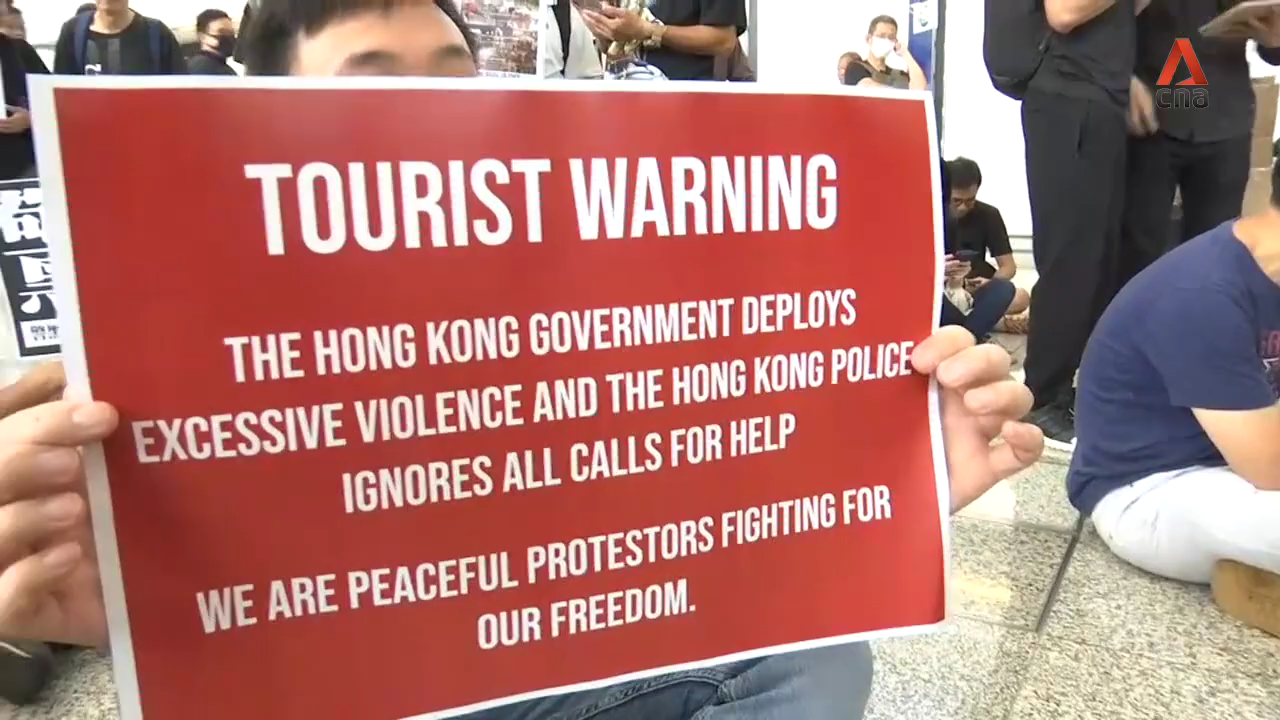 TOURIST WARNING
THE HONG KONG GOVERNMENT DEPLOYS
EXCESSIVE VIOLENCE AND THE HONG KONG POLICE
IGNORES ALL CALLS FOR HELP
WE ARE PEACEFUL PROTESTORS FIGHTING FOR
OUR FREEDOM.
cna